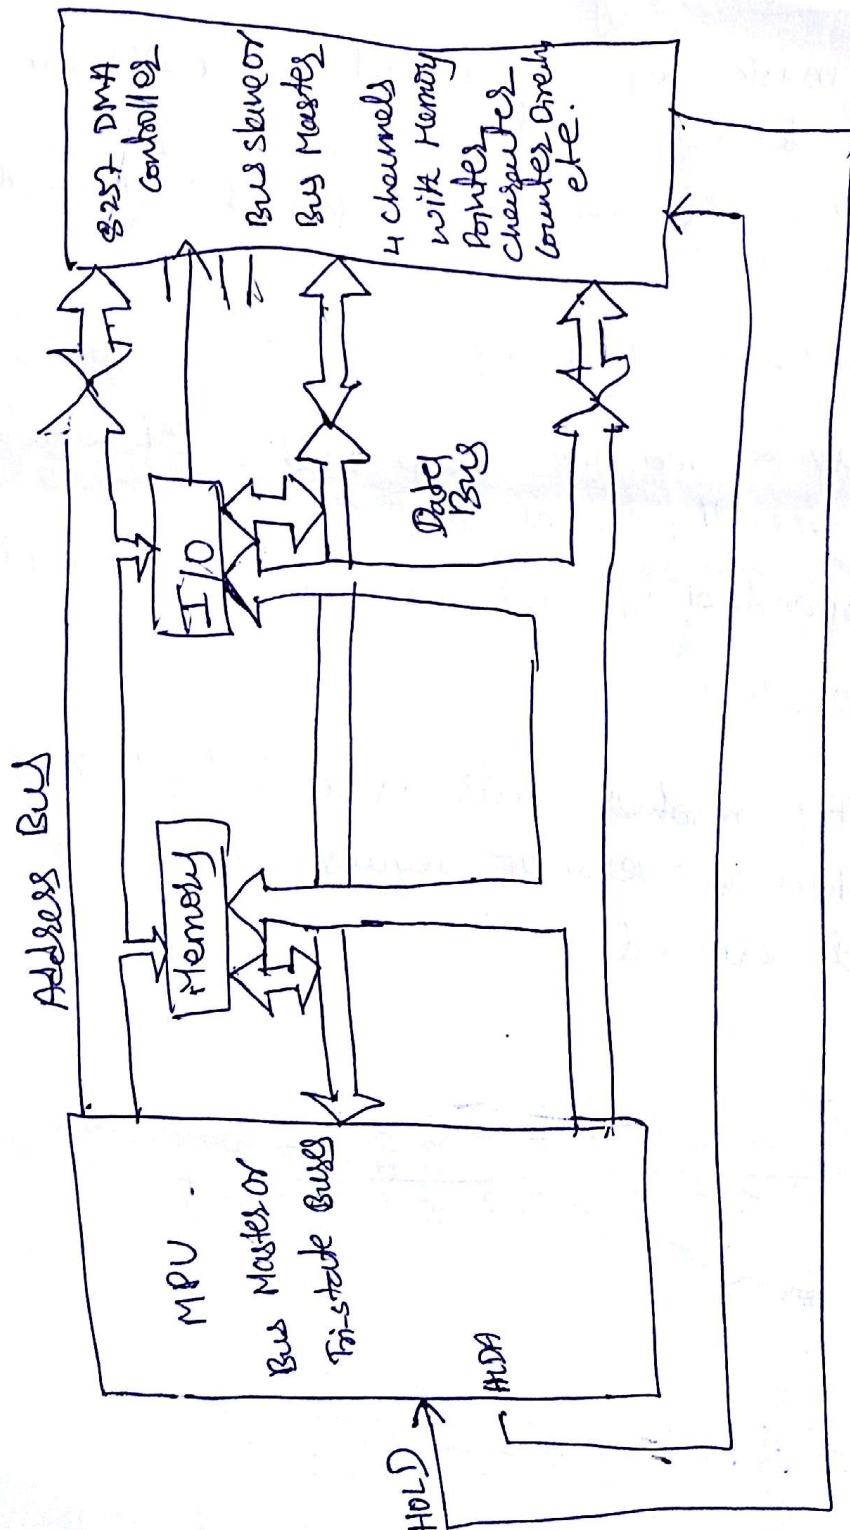 Address Bus
MPU
Bus Master or
Tri-state Buses
HOLD
HLDA
Memory
I/O
Data
Bus
8257 DMA
Controller
Bus Slave or
Bus Master
4 channels
with Memory
Pointer
counter
etc.